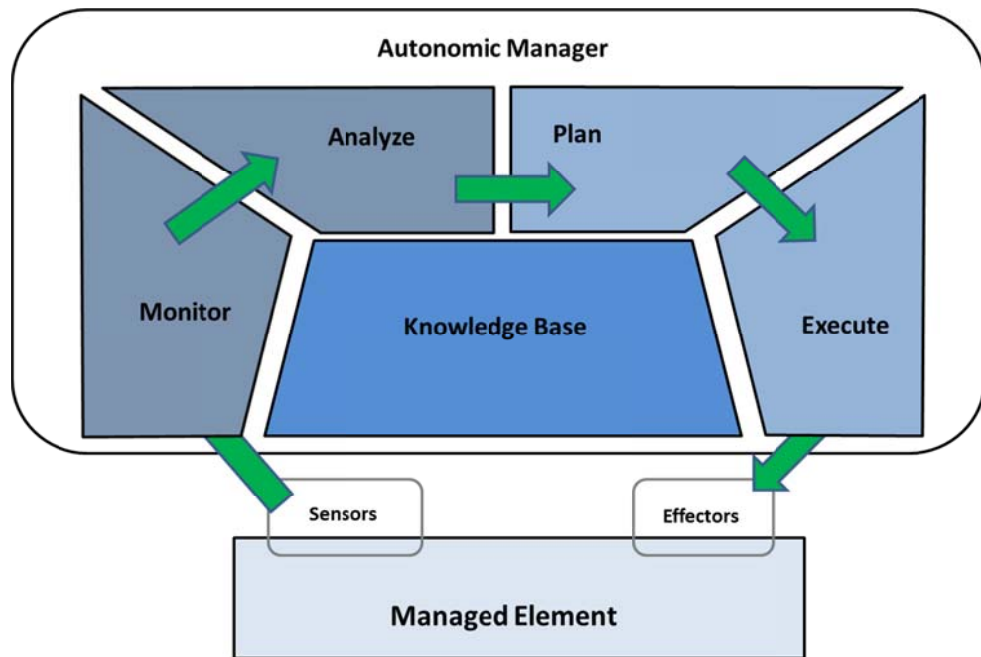 Autonomic Manager
Analyze
Plan
Monitor
Knowledge Base
Execute
Sensors
Effectors
Managed Element